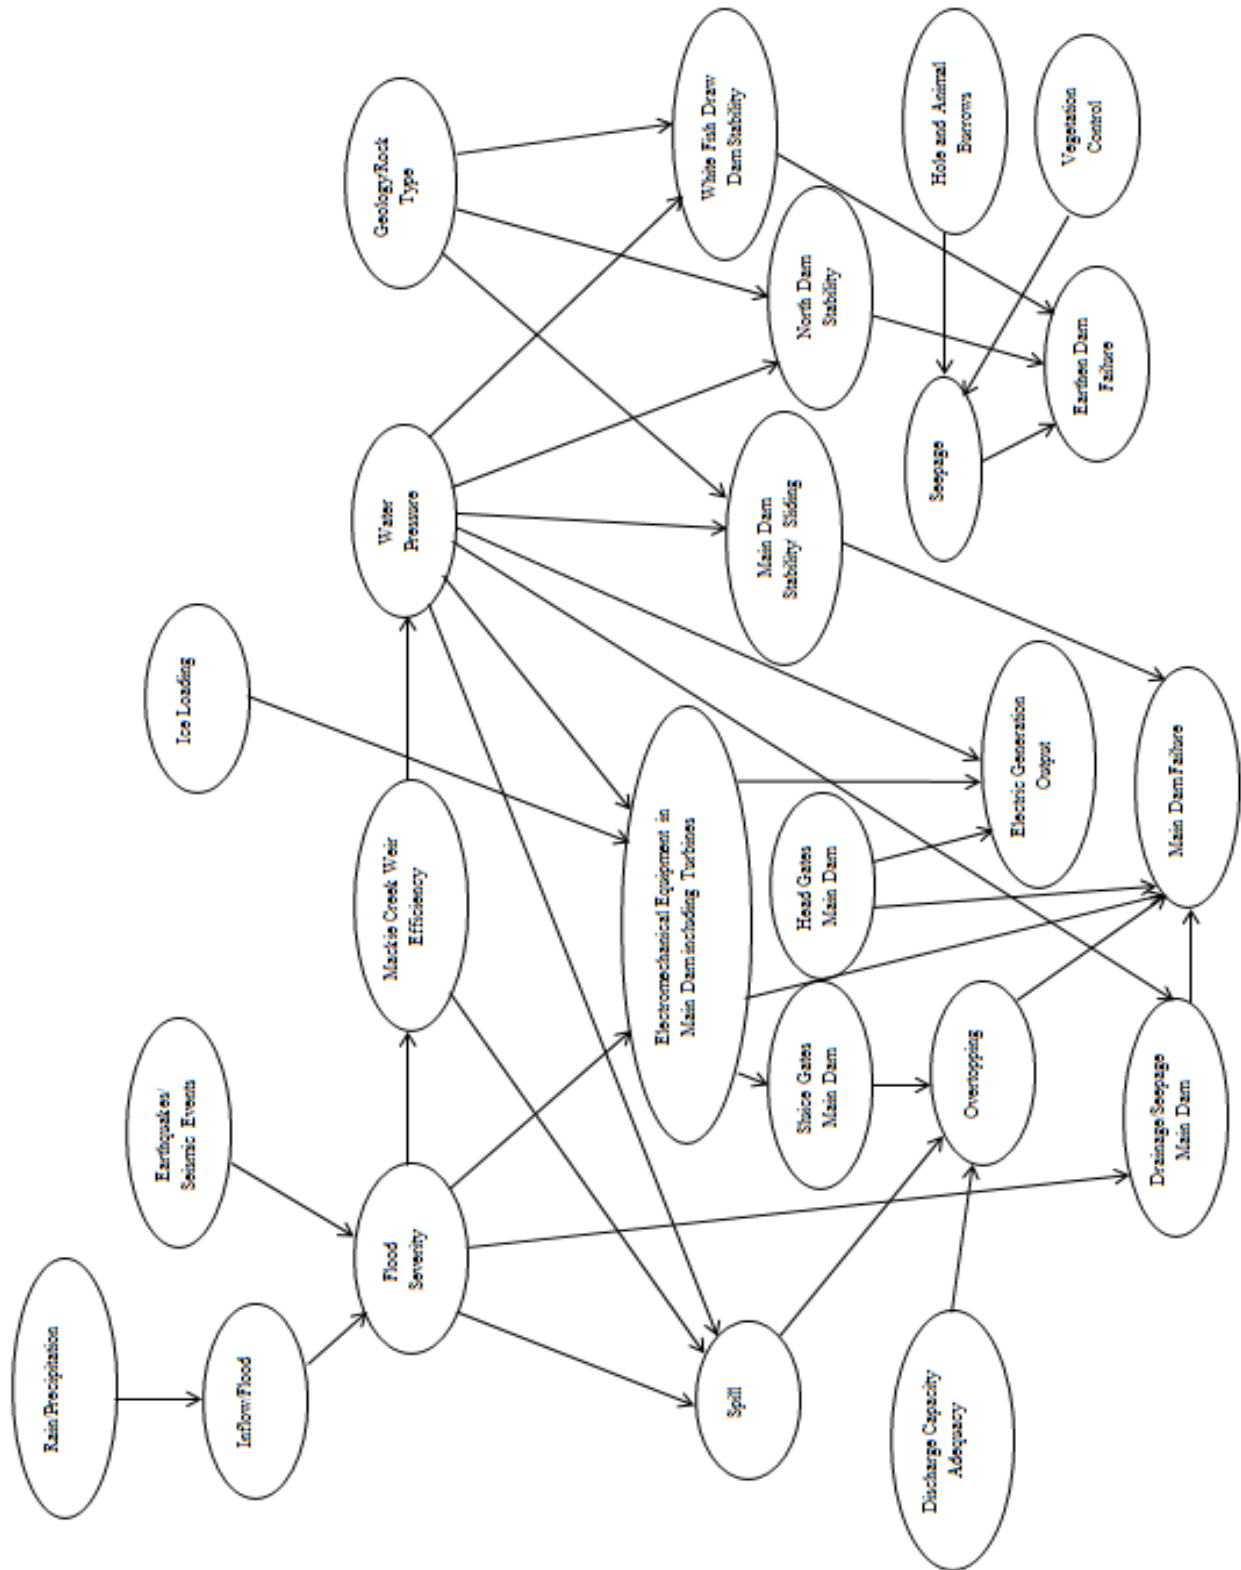 Rain/Precipitation
Inflow/Flood
Earthquakes/
Seismic Events
Flood
Severity
Mackie Creek Weir
Efficiency
Ice Loading
Water
Pressure
Geology/Rock
Type
Spill
Electromechanical Equipment in
Main Dam including Turbines
Main Dam
Stability/ Sliding
North Dam
Stability
White Fish Draw
Dam Stability
Discharge Capacity
Adequacy
Sluice Gates
Main Dam
Head Gates
Main Dam
Overtopping
Electric Generation
Output
Seepage
Hole and Animal
Burrows
Vegetation
Control
Earthen Dam
Failure
Drainage/Seepage
Main Dam
Main Dam Failure